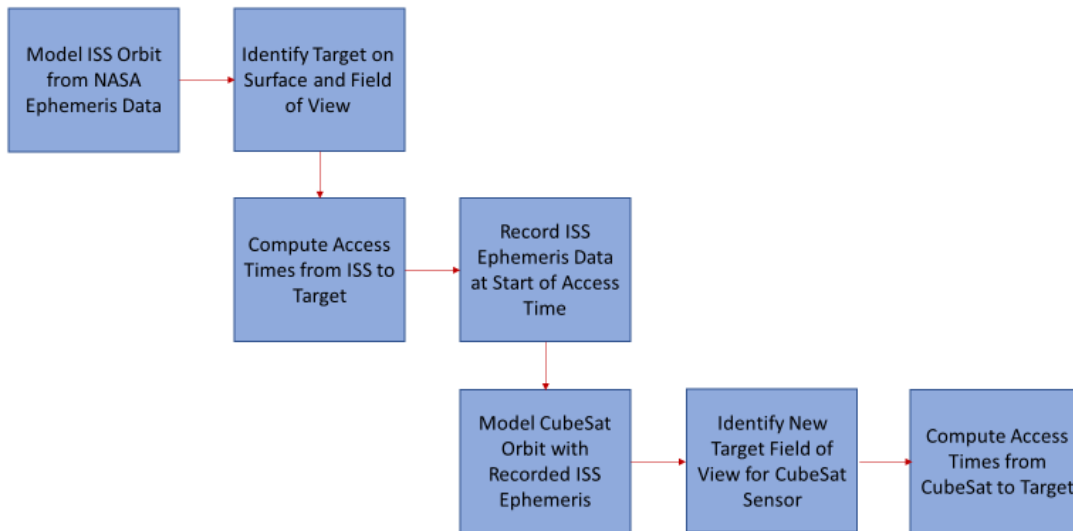 Model ISS Orbit
from NASA
Ephemeris Data
Identify Target on
Surface and Field
of View
Compute Access
Times from ISS to
Target
Record ISS
Ephemeris Data
at Start of Access
Time
Model CubeSat
Orbit with
Recorded ISS
Ephemeris
Identify New
Target Field of
View for CubeSat
Sensor
Compute Access
Times from
CubeSat to Target